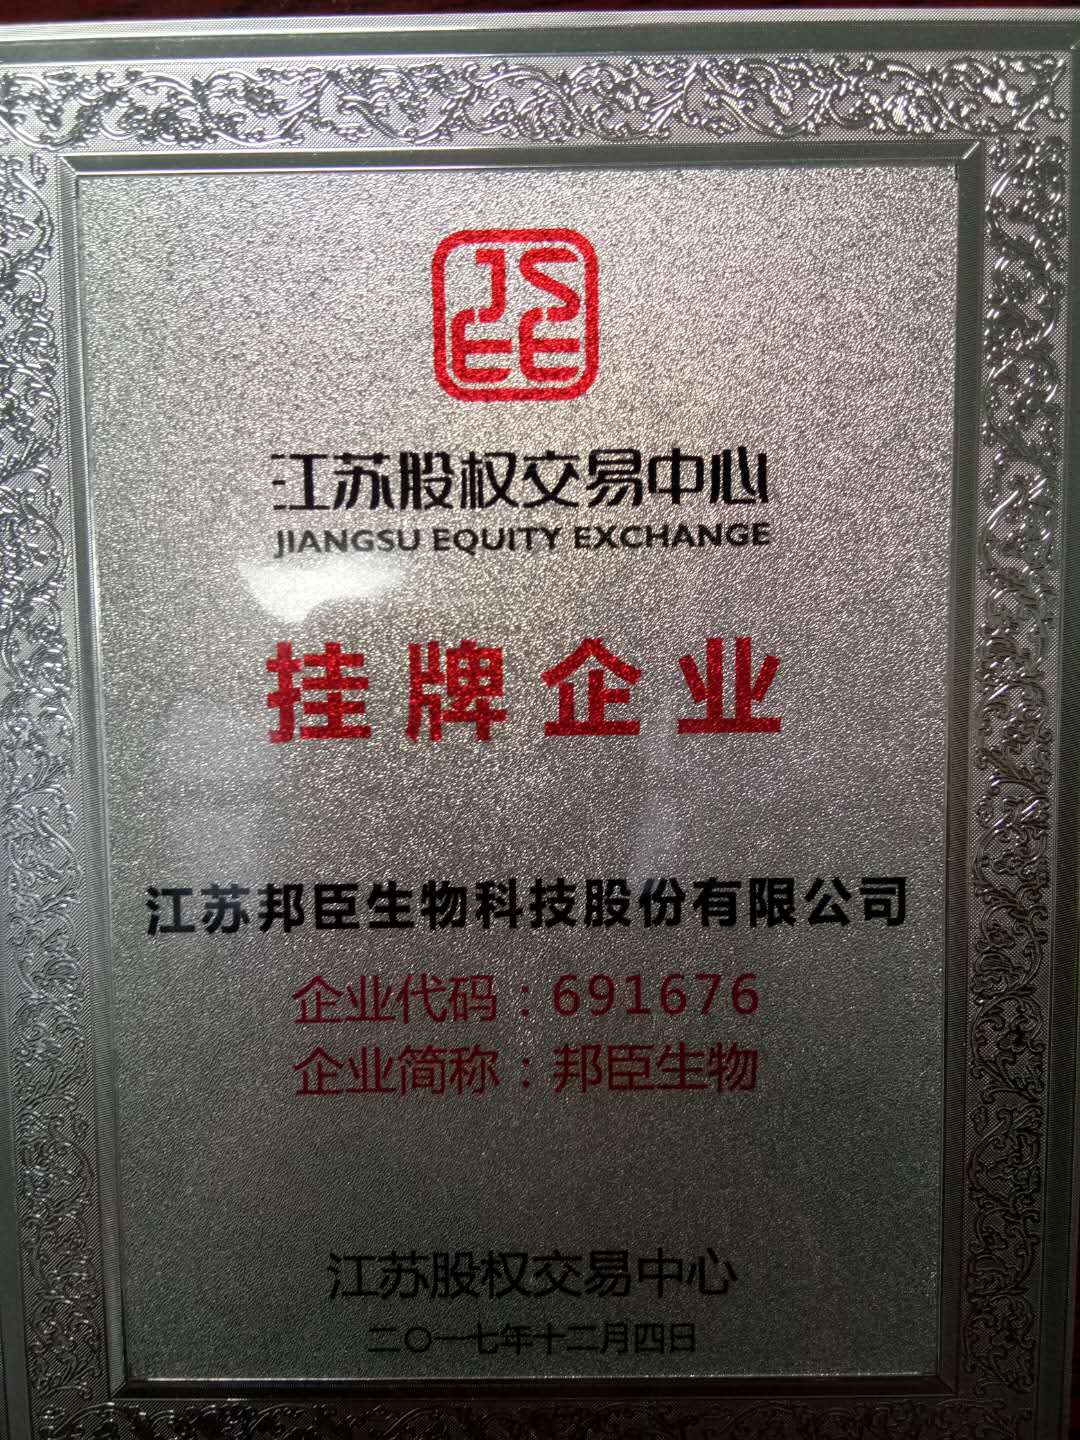 JS
EE
江苏股权交易中心
JIANGSU EQUITY EXCHANGE
挂牌企业
江苏邦臣生物科技股份有限公司
企业代码：691676
企业简称：邦臣生物
江苏股权交易中心
二〇一七年十二月四日